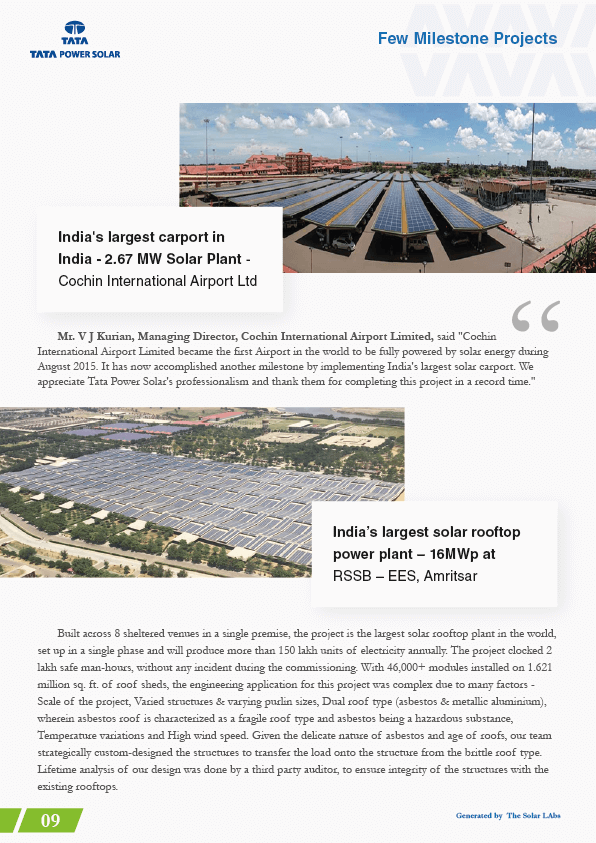 TATA
TATA POWER SOLAR
Few Milestone Projects
India's largest carport in
India - 2.67 MW Solar Plant -
Cochin International Airport Ltd
“
Mr. V J Kurian, Managing Director, Cochin International Airport Limited, said "Cochin
International Airport Limited became the first Airport in the world to be fully powered by solar energy during
August 2015. It has now accomplished another milestone by implementing India's largest solar carport. We
appreciate Tata Power Solar's professionalism and thank them for completing this project in a record time."
India’s largest solar rooftop
power plant – 16MWp at
RSSB – EES, Amritsar
Built across 8 sheltered venues in a single premise, the project is the largest solar rooftop plant in the world,
set up in a single phase and will produce more than 150 lakh units of electricity annually. The project clocked 2
lakh safe man-hours, without any incident during the commissioning. With 46,000+ modules installed on 1.621
million sq. ft. of roof sheds, the engineering application for this project was complex due to many factors -
Scale of the project, Varied structures & varying purlin sizes, Dual roof type (asbestos & metallic aluminium),
wherein asbestos roof is characterized as a fragile roof type and asbestos being a hazardous substance,
Temperature variations and High wind speed. Given the delicate nature of asbestos and age of roofs, our team
strategically custom-designed the structures to transfer the load onto the structure from the brittle roof type.
Lifetime analysis of our design was done by a third party auditor, to ensure integrity of the structures with the
existing rooftops.
09
Generated by The Solar LAbs